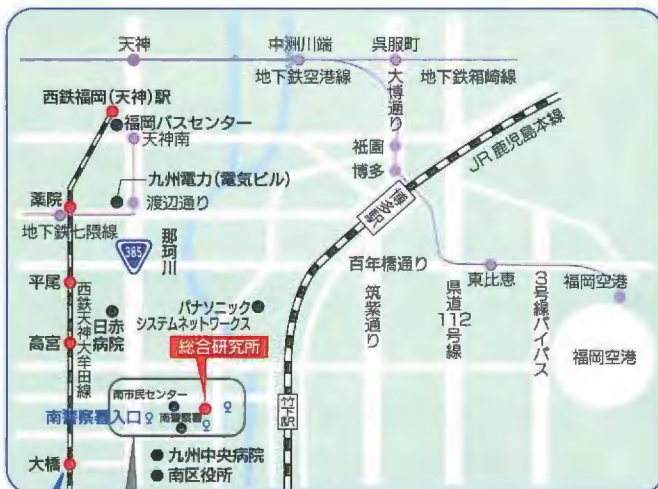 天神
中洲川端
呉服町
地下鉄空港線
地下鉄箱崎線
大博通り
西鉄福岡(天神)駅
福岡バスセンター
天神南
祇園
博多
JR鹿児島本線
九州電力(電気ビル)
薬院
渡辺通り
地下鉄七隈線
博多駅
385
那珂川
百年橋通り
東比恵
福岡空港
平尾
西鉄天神大牟田線
日赤
病院
パナソニック
システムネットワークス
筑紫通り
県道112号線
3号線バイパス
福岡空港
高宮
総合研究所
南市民センター
南警察署入口
南警察署
竹下駅
九州中央病院
南区役所
大橋